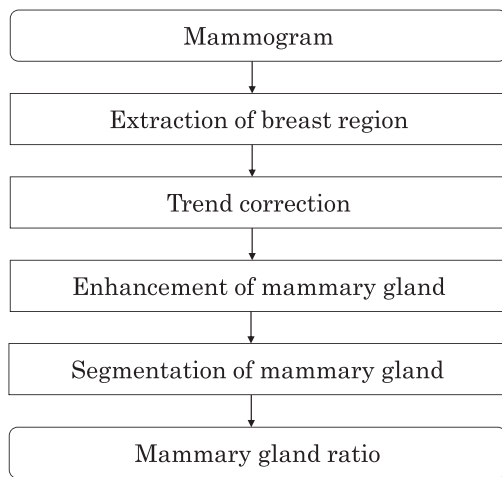 Mammogram
Extraction of breast region
Trend correction
Enhancement of mammary gland
Segmentation of mammary gland
Mammary gland ratio